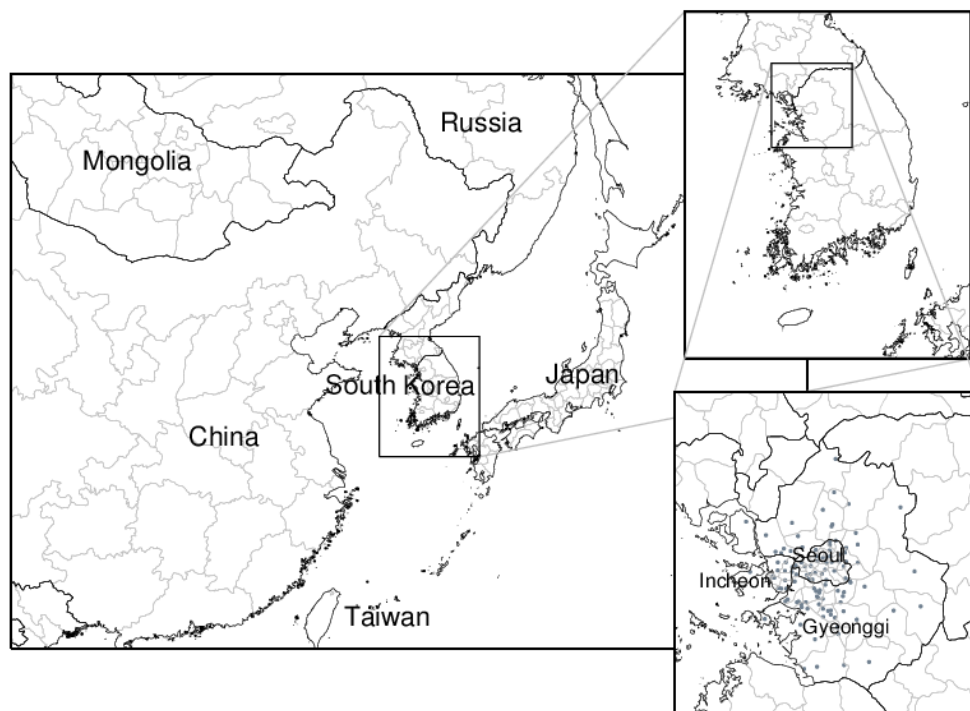 Russia
Mongolia
South Korea
Japan
China
Taiwan
Seoul
Incheon
Gyeonggi